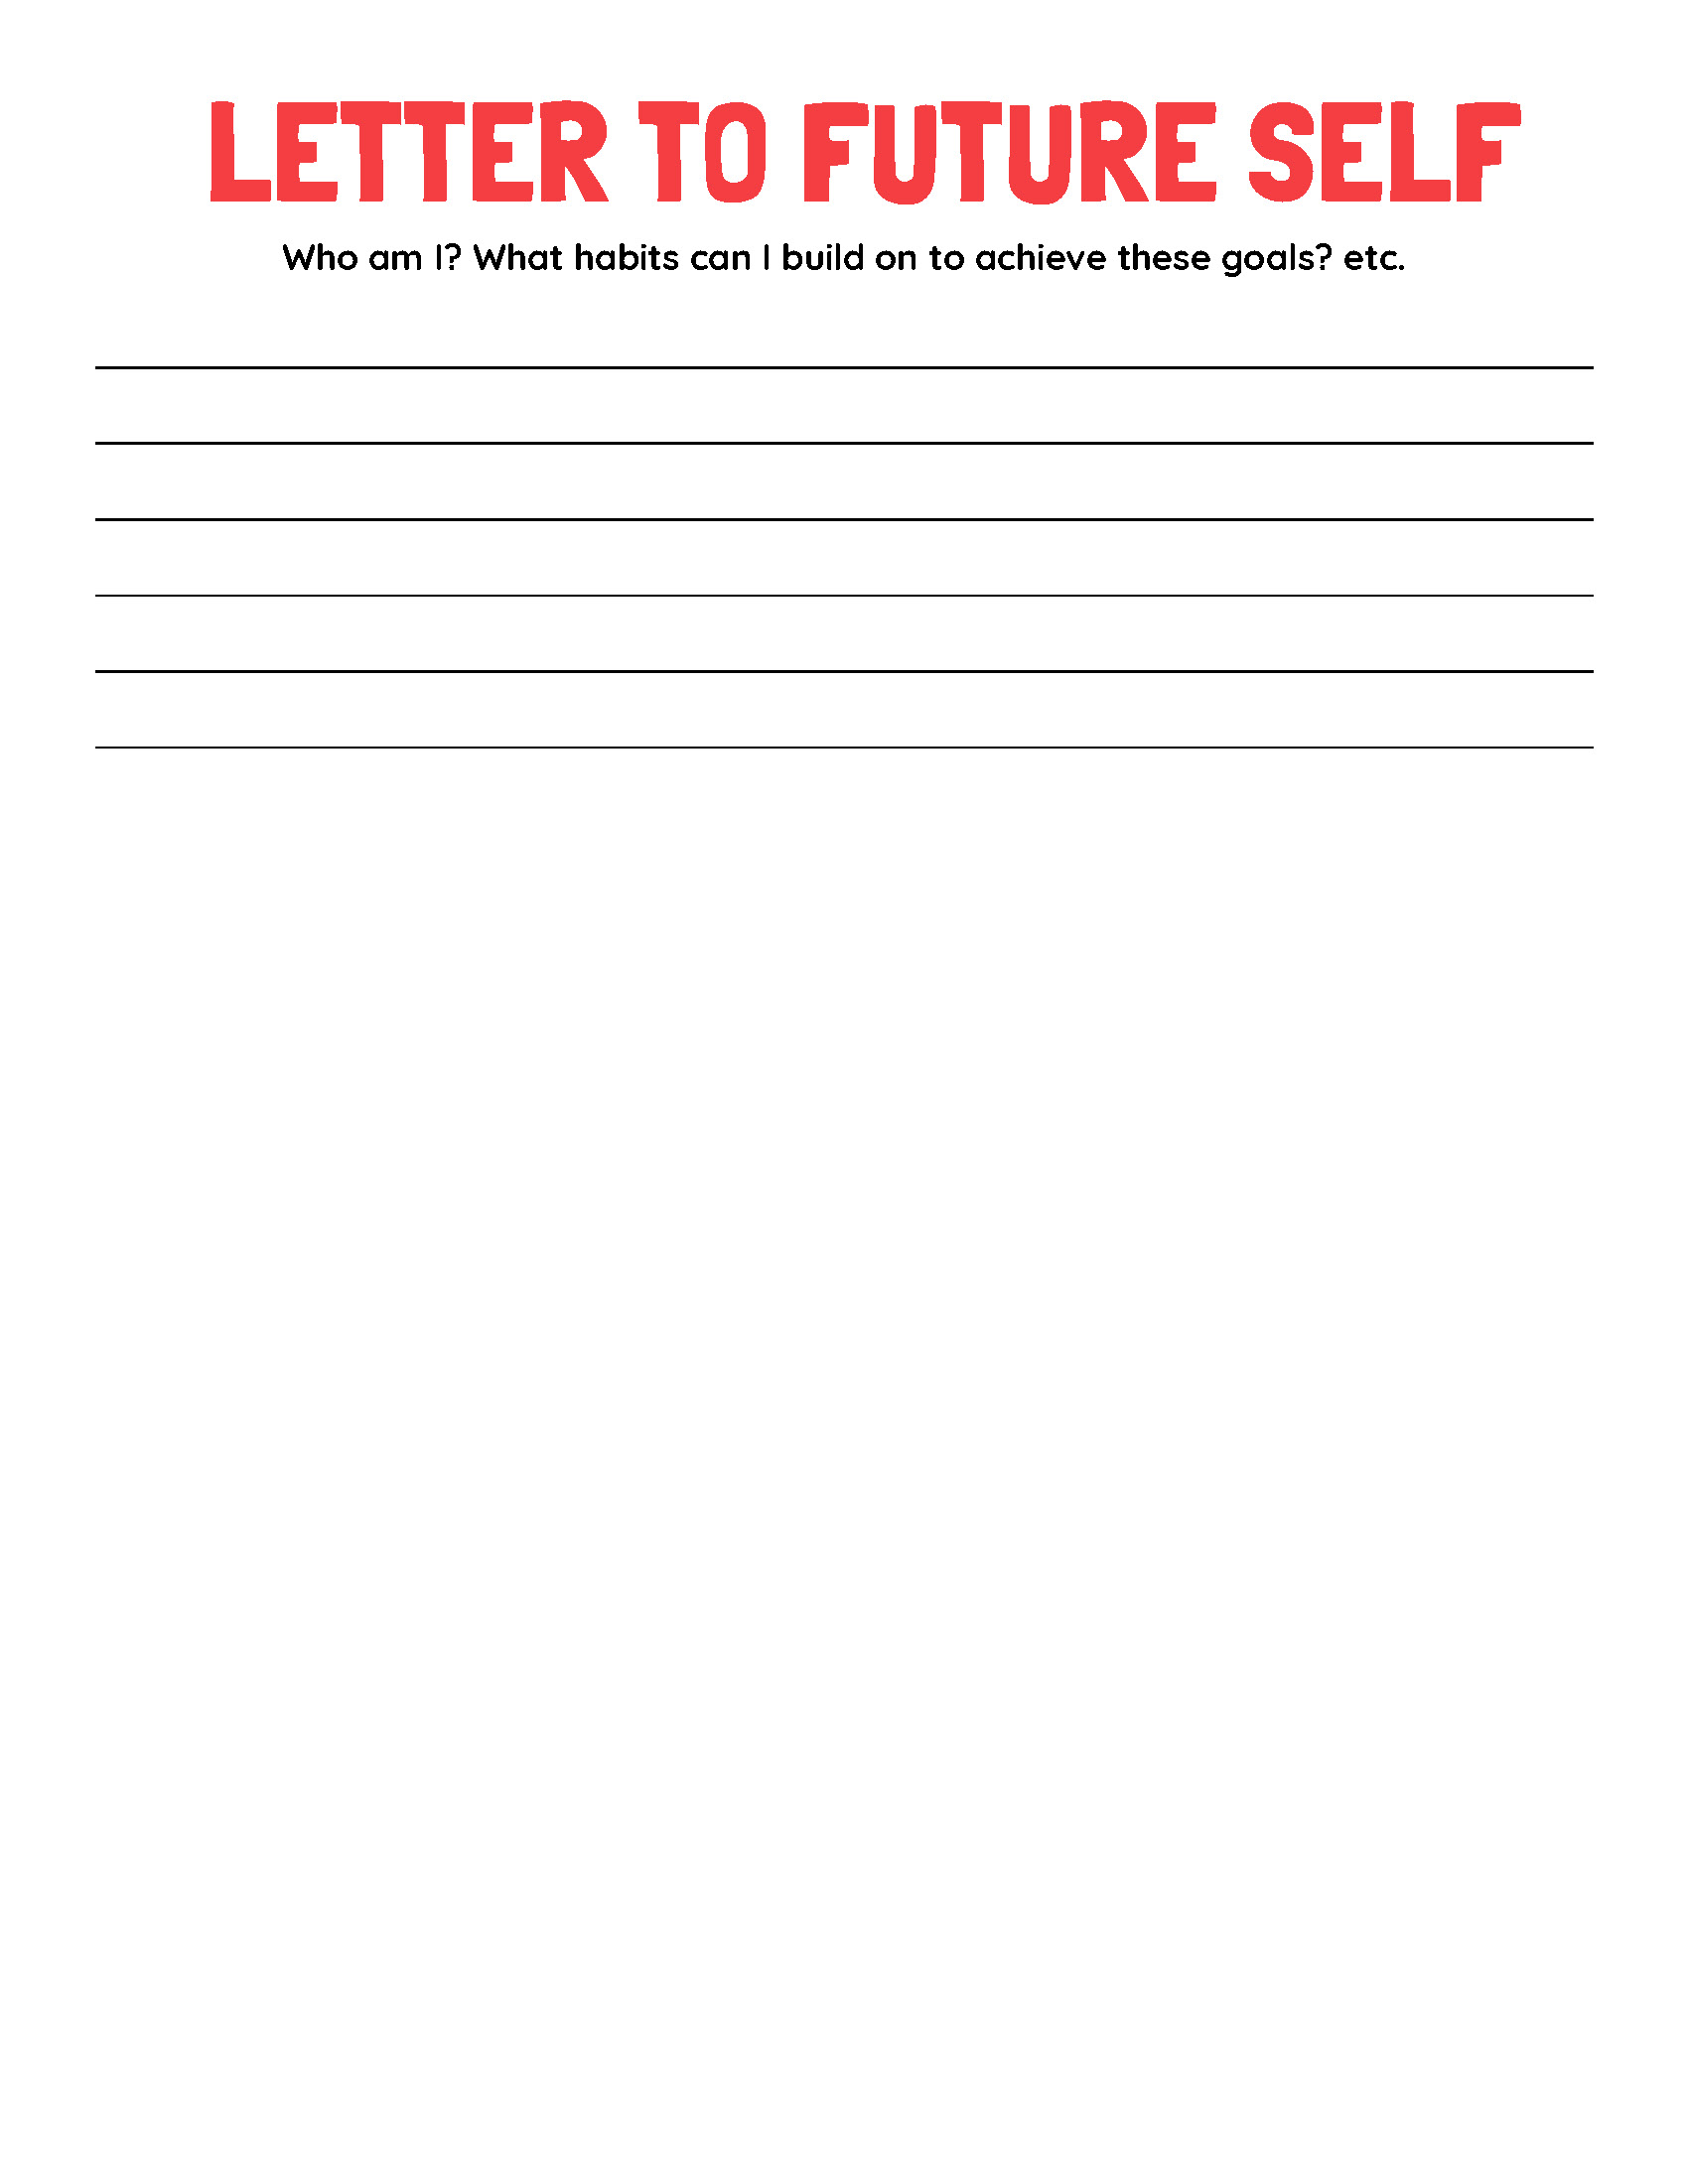 LETTER TO FUTURE SELF
Who am I? What habits can I build on to achieve these goals? etc.